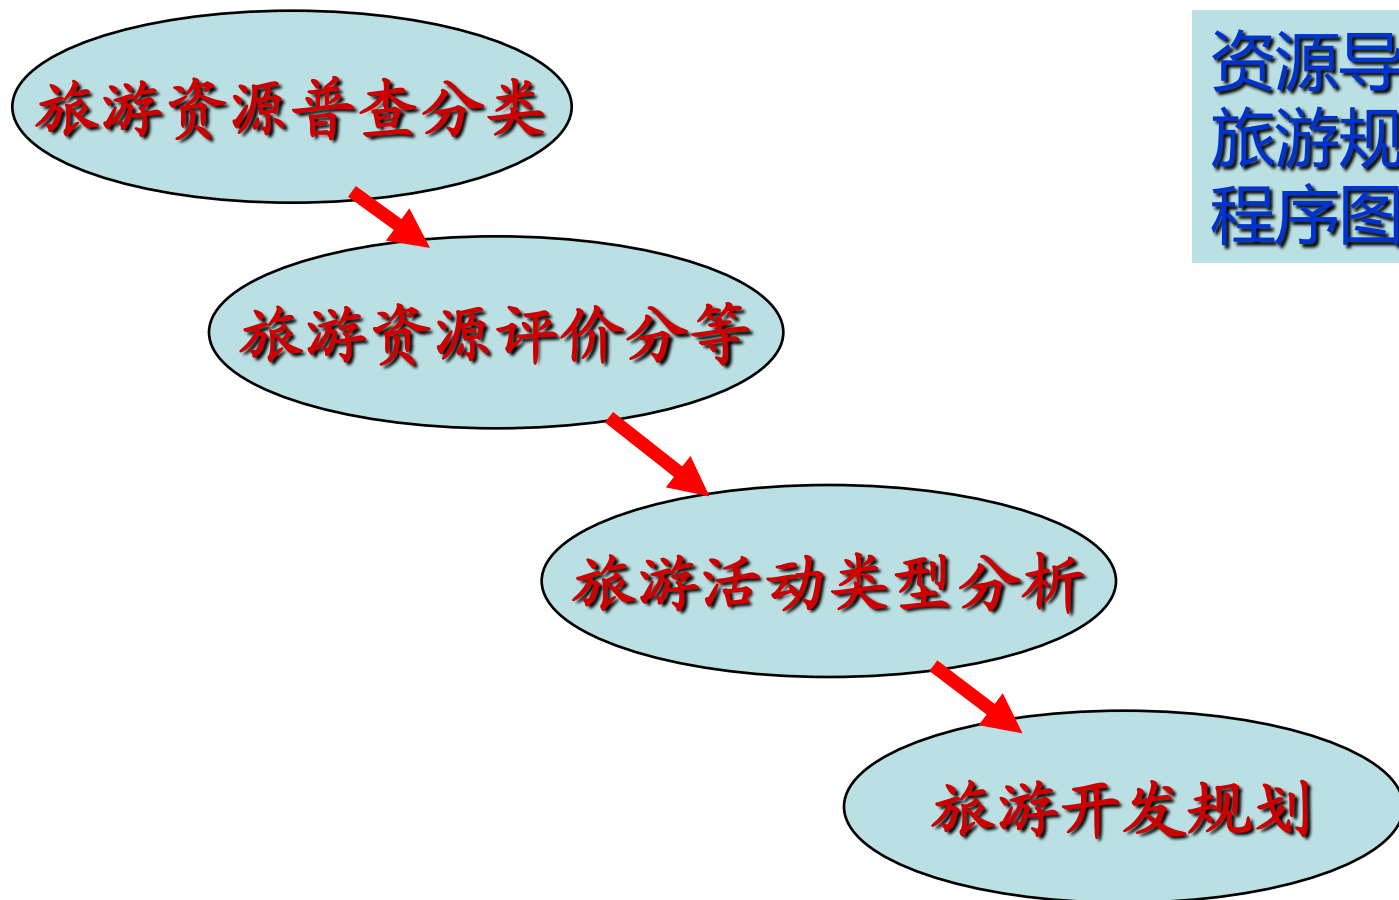 旅游资源普查分类
资源导
旅游规
程序图
旅游资源评价分等
旅游活动类型分析
旅游开发规划